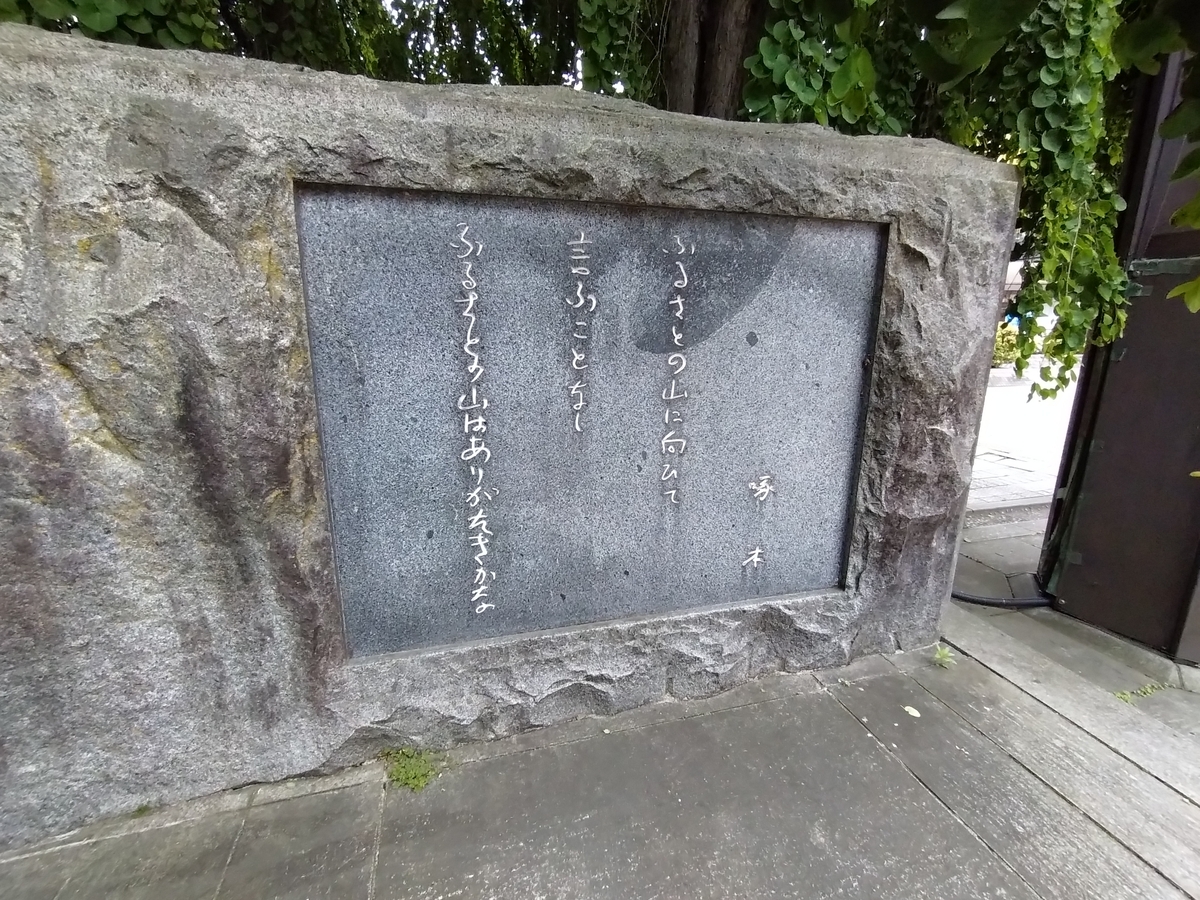 啄木
ふるさとの山に向ひて
言ふことなし
ふるさとの山はありがたきかな